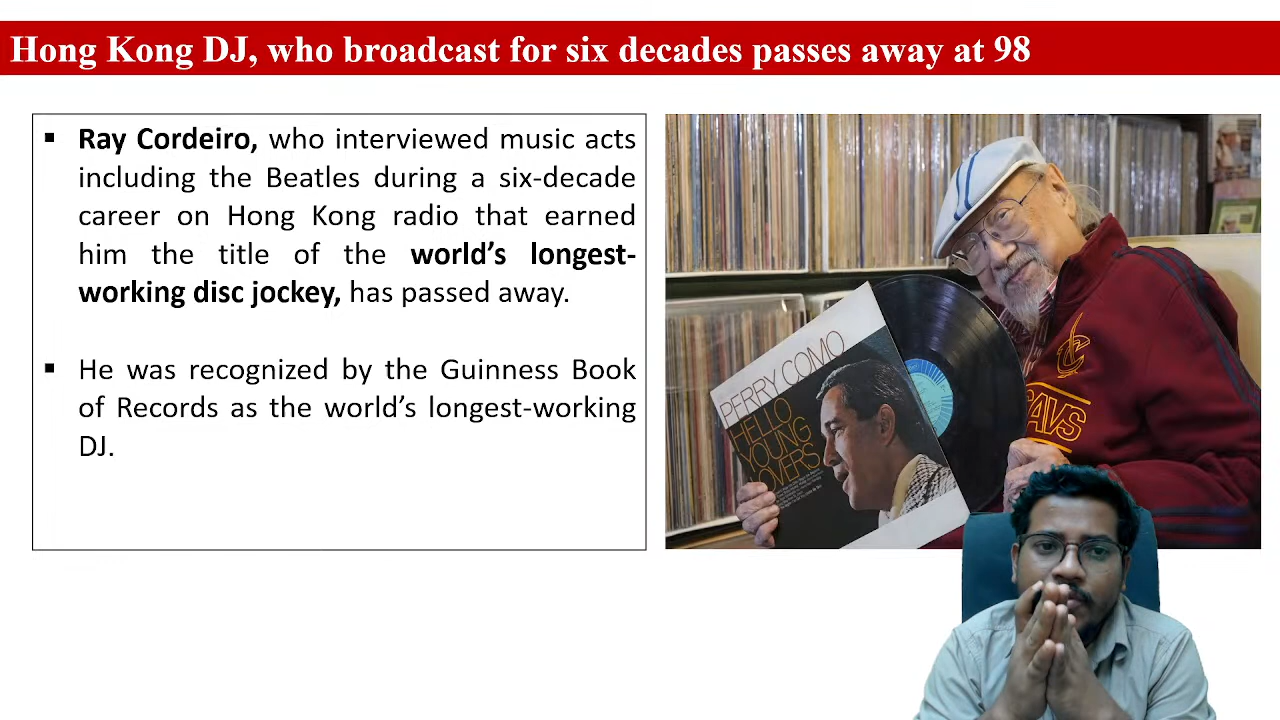 Hong Kong DJ, who broadcast for six decades passes away at 98
▪ Ray Cordeiro, who interviewed music acts
including the Beatles during a six-decade
career on Hong Kong radio that earned
him the title of the world’s longest-
working disc jockey, has passed away.
▪ He was recognized by the Guinness Book
of Records as the world’s longest-working
DJ.
PERRY COMO
HELLO
YOUNG
LOVERS
CAVS